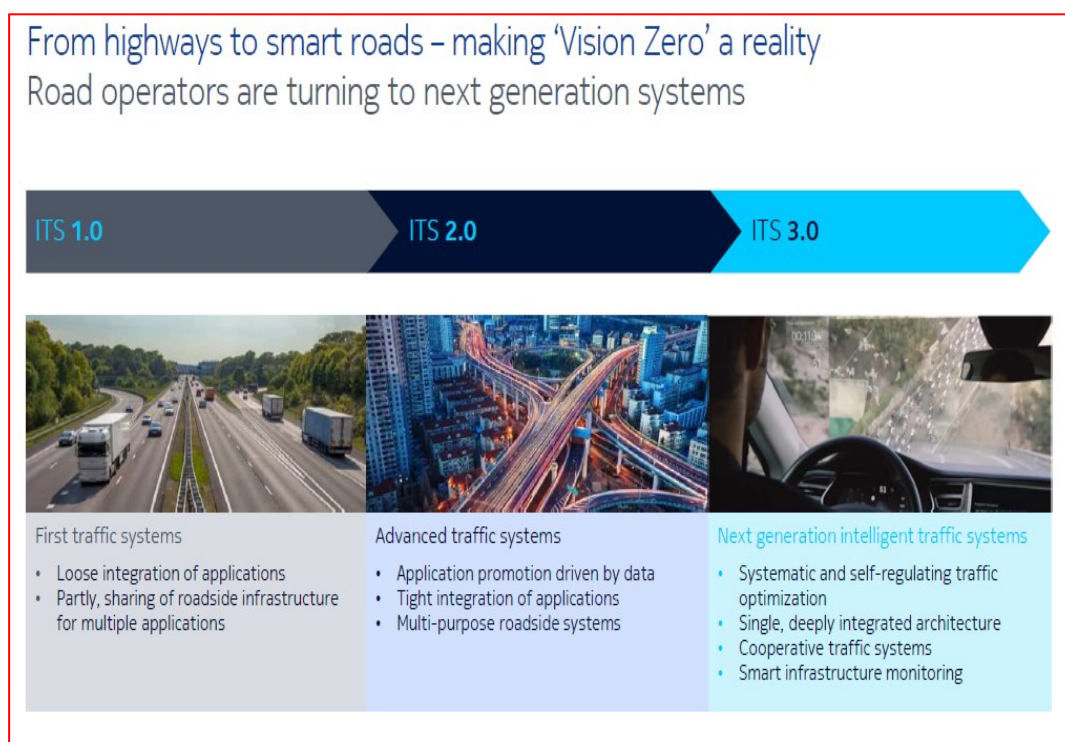 From highways to smart roads – making ‘Vision Zero’ a reality
Road operators are turning to next generation systems
ITS 1.0
ITS 2.0
ITS 3.0
First traffic systems
• Loose integration of applications
• Partly, sharing of roadside infrastructure
for multiple applications
Advanced traffic systems
• Application promotion driven by data
• Tight integration of applications
• Multi-purpose roadside systems
Next generation intelligent traffic systems
• Systematic and self-regulating traffic
optimization
• Single, deeply integrated architecture
• Cooperative traffic systems
• Smart infrastructure monitoring